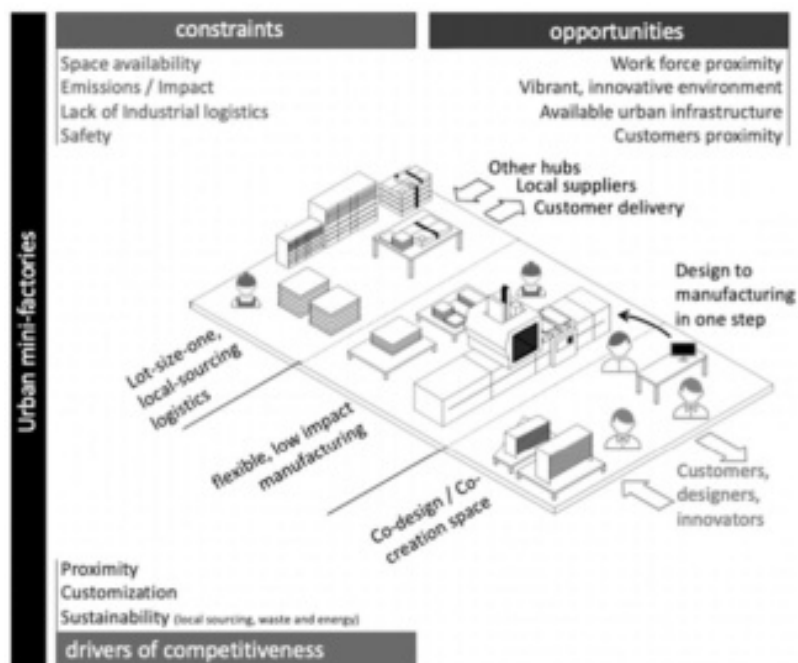 constraints
Space availability
Emissions / Impact
Lack of Industrial logistics
Safety
opportunities
Work force proximity
Vibrant, innovative environment
Available urban infrastructure
Customers proximity
Urban mini-factories
Other hubs
Local suppliers
Customer delivery
Design to
manufacturing
in one step
Lot-size-one,
local-sourcing
logistics
flexible, low impact
manufacturing
Co-design / Co-
creation space
Customers,
designers,
innovators
Proximity
Customization
Sustainability (local sourcing, waste and energy)
drivers of competitiveness